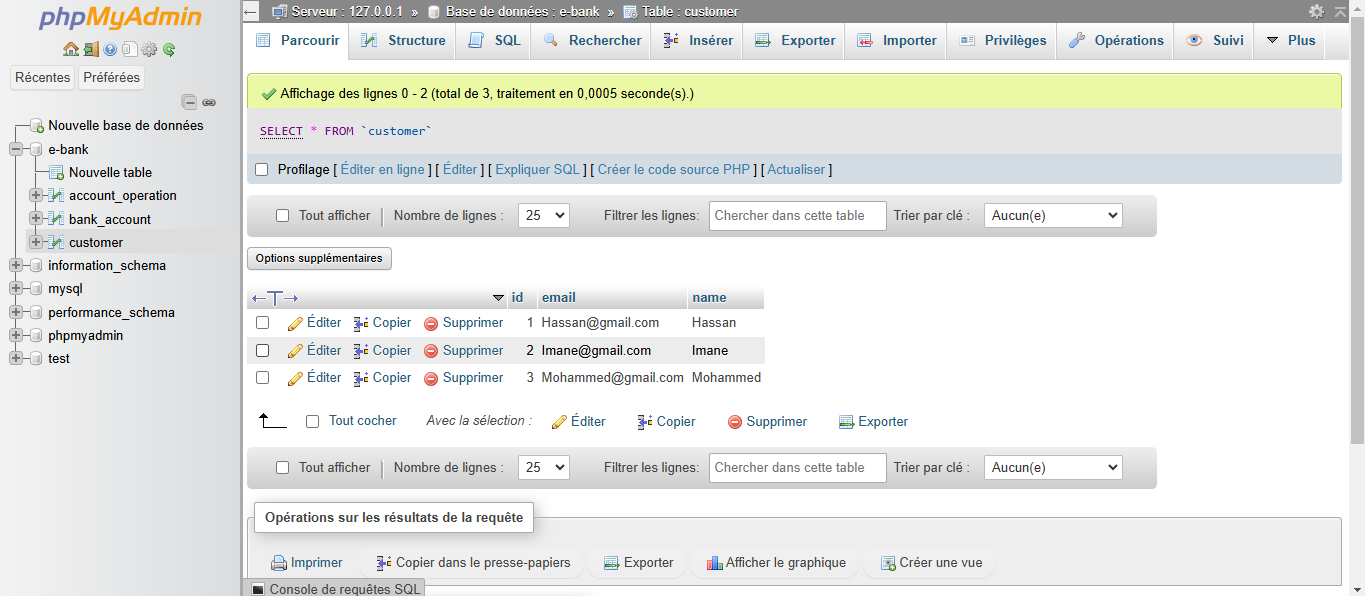 phpMyAdmin
Récentes Préférées
Nouvelle base de données
e-bank
Nouvelle table
account_operation
bank_account
customer
information_schema
mysql
performance_schema
phpmyadmin
test
Serveur : 127.0.0.1 » Base de données : e-bank » Table : customer
Parcourir Structure SQL Rechercher Insérer Exporter Importer Privilèges Opérations Suivi Plus
Affichage des lignes 0 - 2 (total de 3, traitement en 0,0005 seconde(s).)
SELECT * FROM `customer`
Profilage [ Éditer en ligne ] [ Éditer ] [ Expliquer SQL ] [ Créer le code source PHP ] [ Actualiser ]
Tout afficher Nombre de lignes : 25 Filtrer les lignes: Chercher dans cette table Trier par clé : Aucun(e)
Options supplémentaires
←T→ id email name
Éditer Copier Supprimer 1 Hassan@gmail.com Hassan
Éditer Copier Supprimer 2 Imane@gmail.com Imane
Éditer Copier Supprimer 3 Mohammed@gmail.com Mohammed
Tout cocher Avec la sélection : Éditer Copier Supprimer Exporter
Tout afficher Nombre de lignes : 25 Filtrer les lignes: Chercher dans cette table Trier par clé : Aucun(e)
Opérations sur les résultats de la requête
Imprimer Copier dans le presse-papiers Exporter Afficher le graphique Créer une vue
Console de requêtes SQL